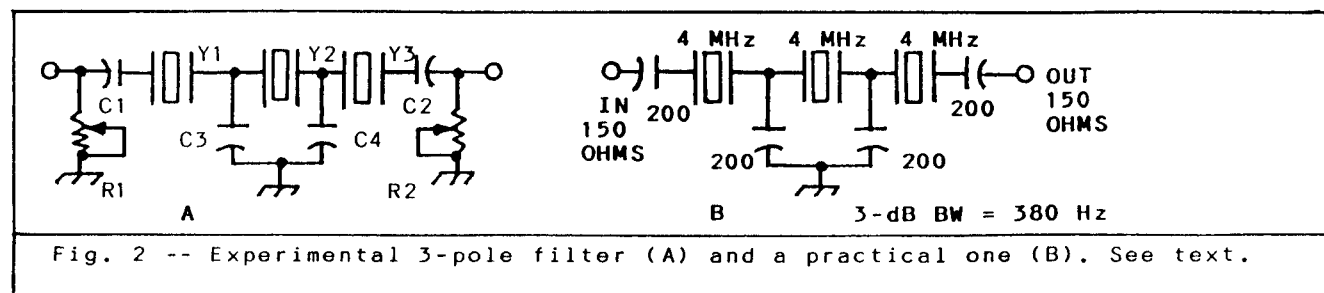 Y1 Y2 Y3
C1 C2
C3 C4
R1 R2
A
4 MHz 4 MHz 4 MHz
IN 200 200 OUT
150 150
OHMS OHMS
200 200
B 3-dB BW = 380 Hz
Fig. 2 -- Experimental 3-pole filter (A) and a practical one (B). See text.